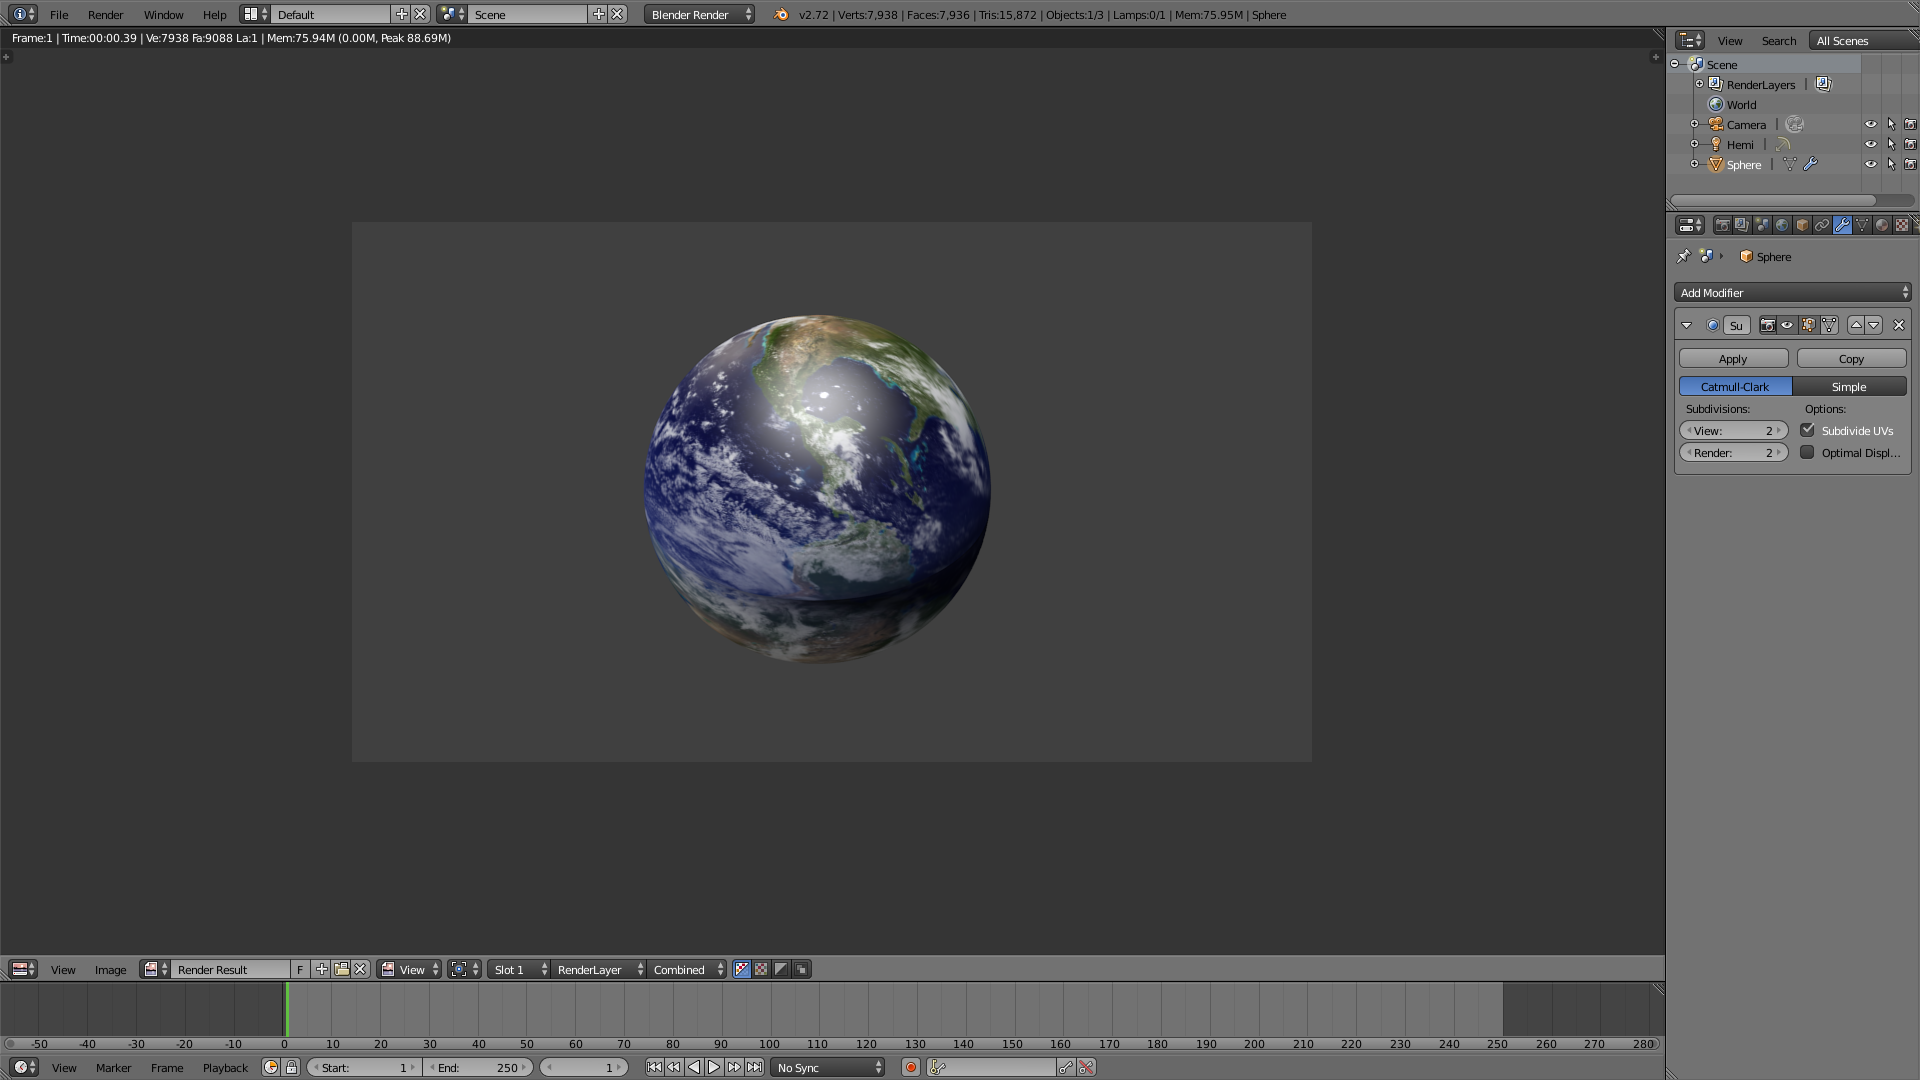 File Render Window Help Default Scene Blender Render v2.72 | Verts:7,938 | Faces:7,936 | Tris:15,872 | Objects:1/3 | Lamps:0/1 | Mem:75.95M | Sphere
Frame:1 | Time:00:00.39 | Ve:7938 Fa:9088 La:1 | Mem:75.94M (0.00M, Peak 88.69M)
View Search All Scenes
Scene
RenderLayers |
World
Camera |
Hemi |
Sphere |
Sphere
Add Modifier
Su
Apply Copy
Catmull-Clark Simple
Subdivisions: Options:
View: 2 Subdivide UVs
Render: 2 Optimal Displ...
View Image Render Result F View Slot 1 RenderLayer Combined
-50 -40 -30 -20 -10 0 10 20 30 40 50 60 70 80 90 100 110 120 130 140 150 160 170 180 190 200 210 220 230 240 250 260 270 280
View Marker Frame Playback Start: 1 End: 250 1 No Sync